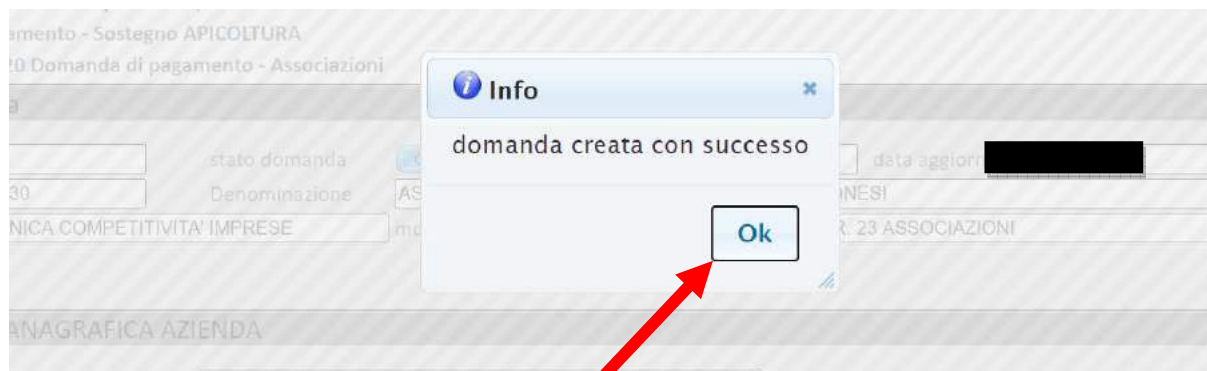 amento - Sostegno APICOLTURA
20 Domanda di pagamento - Associazioni
Info
domanda creata con successo
stato domanda
data aggior
30
Denominazione
AS
NESI
NICA COMPETITIVITA' IMPRESE
R. 23 ASSOCIAZIONI
Ok
ANAGRAFICA AZIENDA